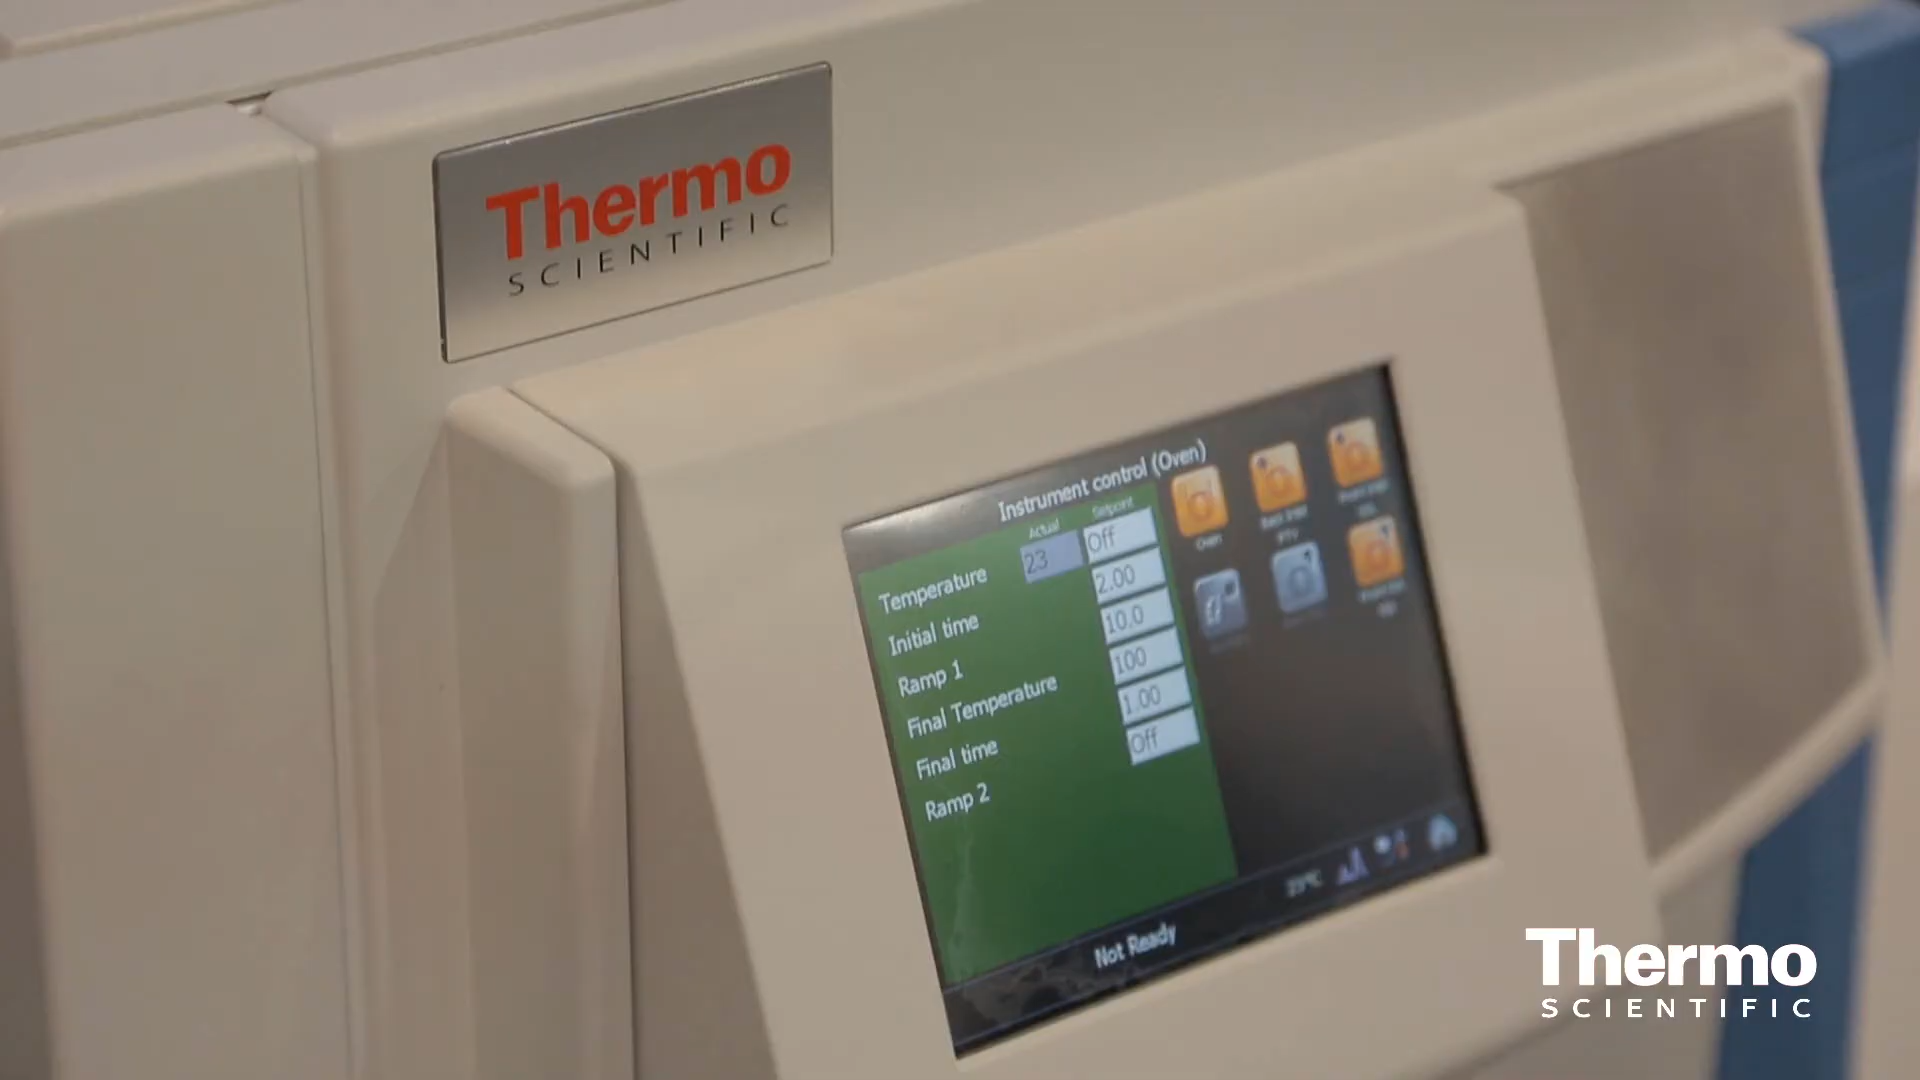 Thermo
SCIENTIFIC
Instrument control (Oven)
Actual Setpoint
Temperature 23 Off
Initial time 2.00
Ramp 1 10.0
Final Temperature 100
Final time 1.00
Ramp 2 Off
Oven
Not Ready
Thermo
SCIENTIFIC